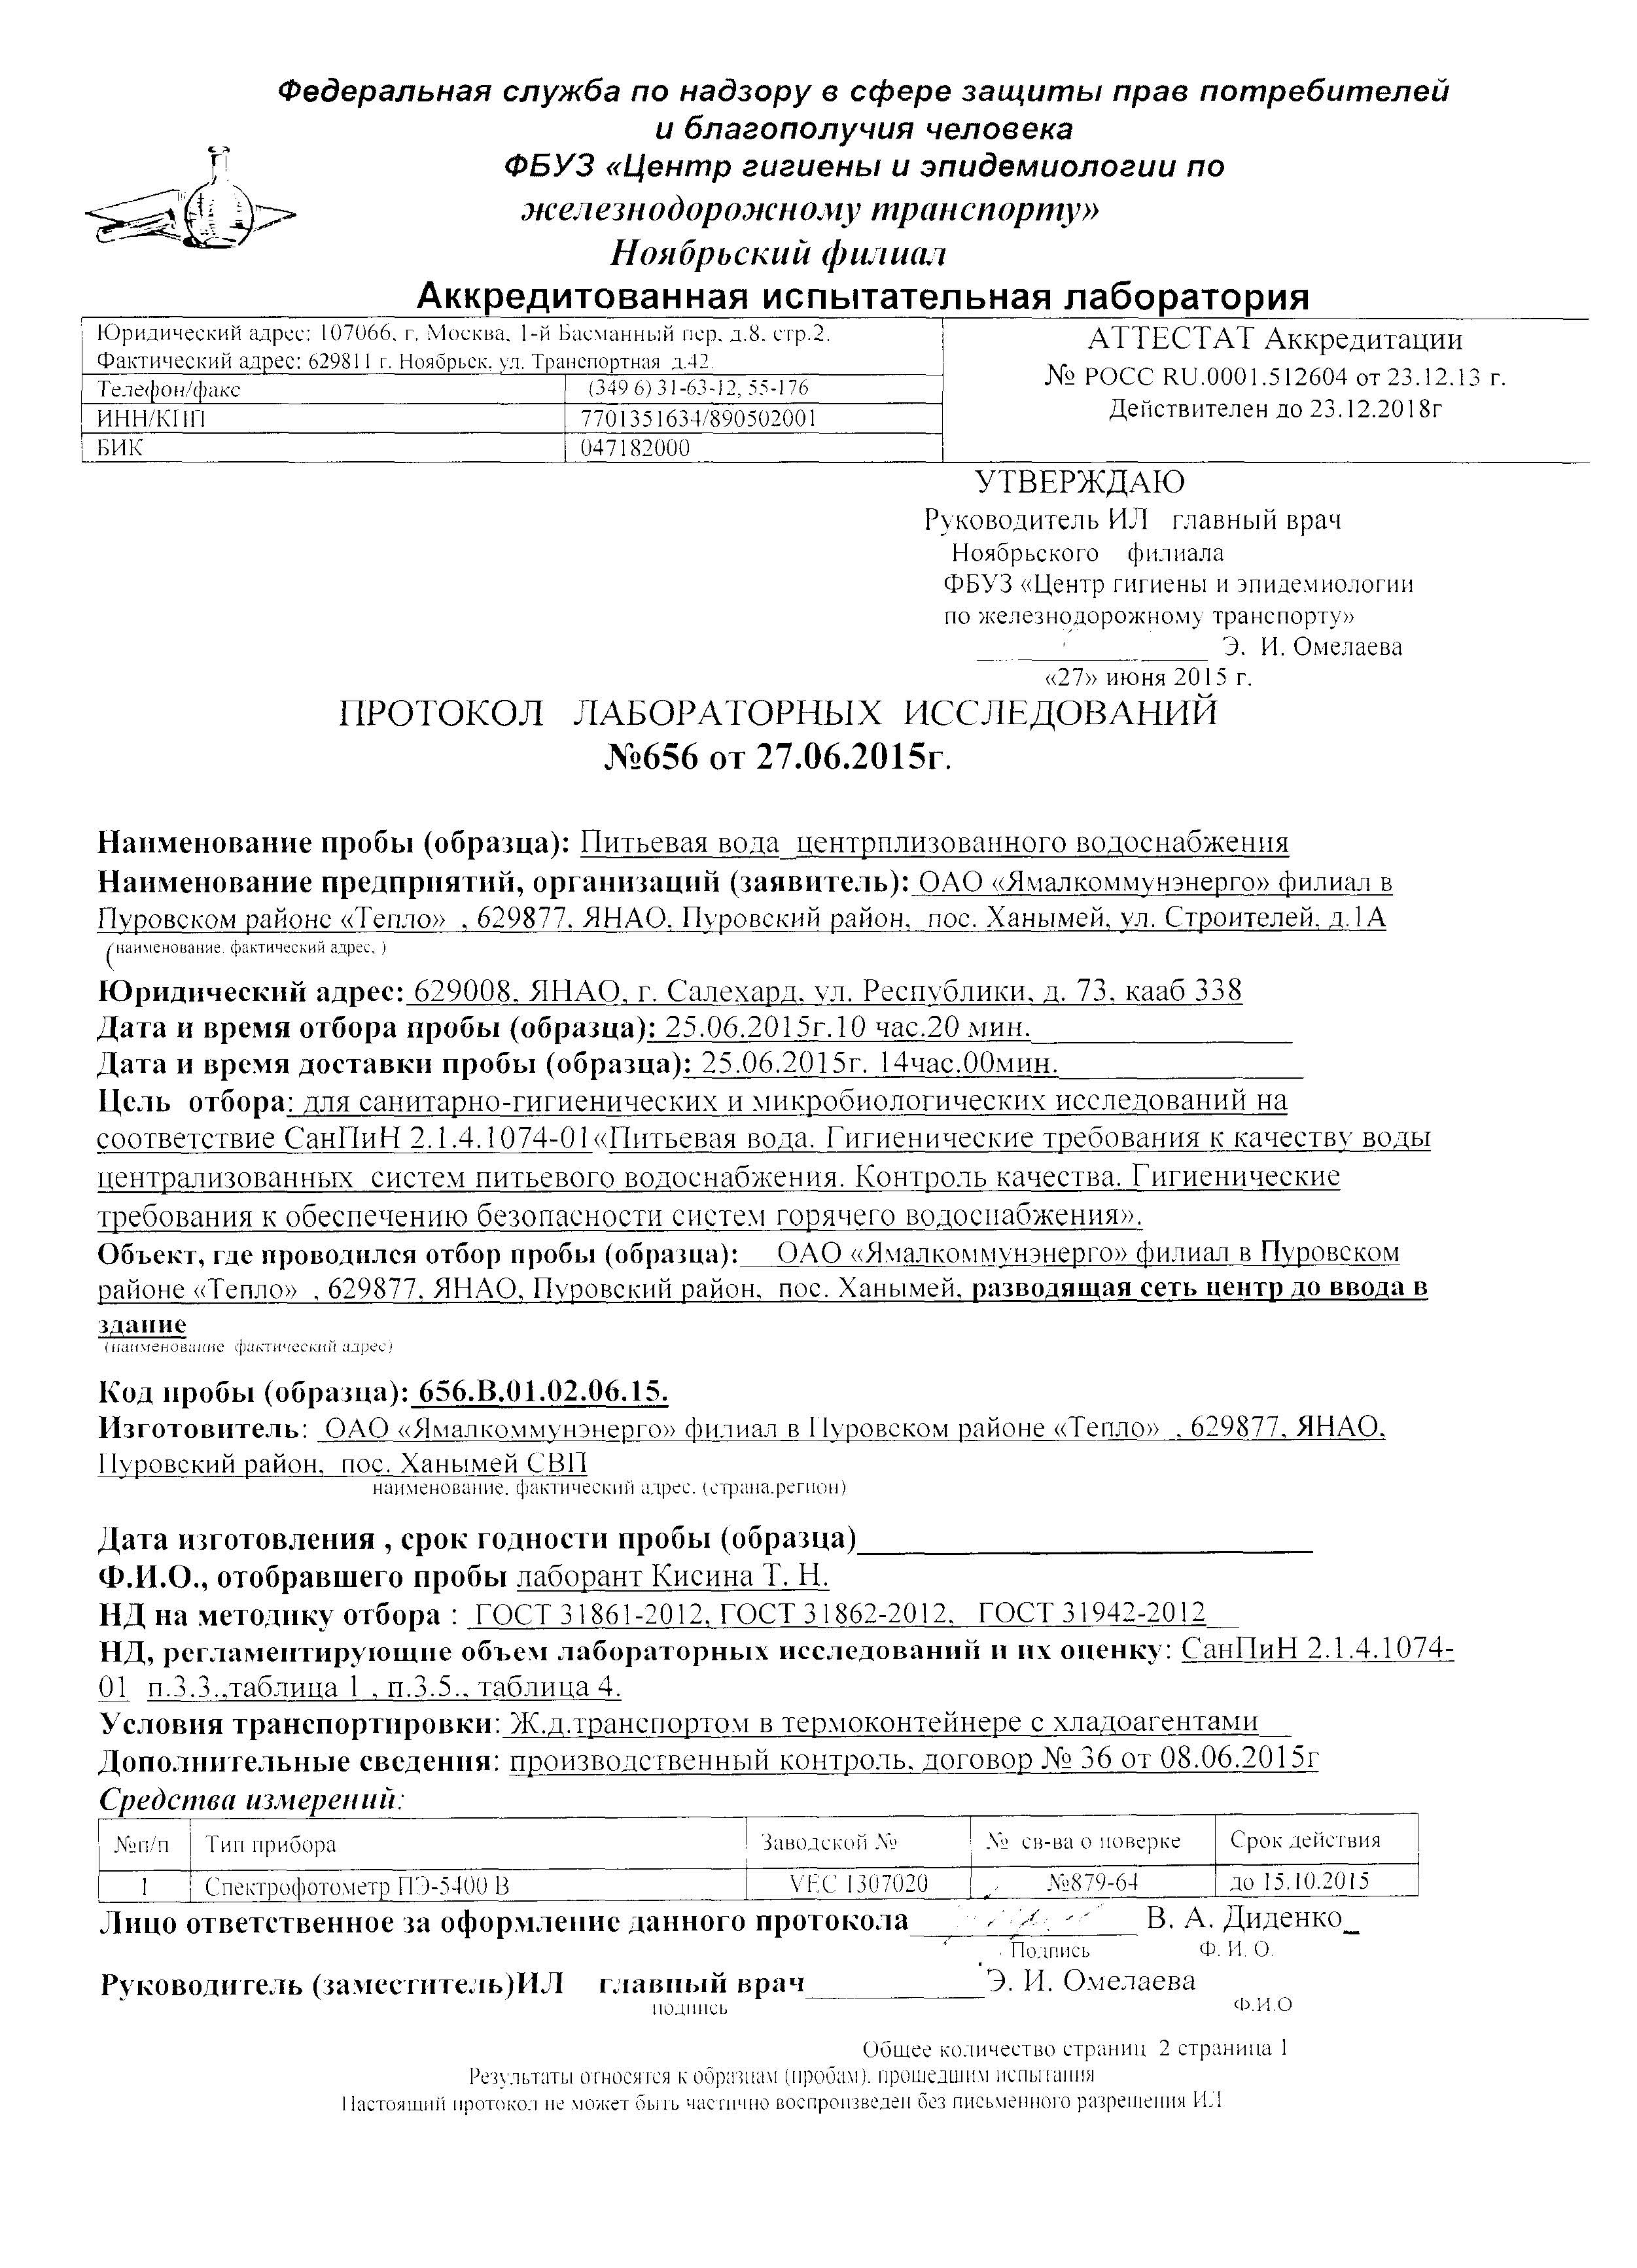 Федеральная служба по надзору в сфере защиты прав потребителей
и благополучия человека
ФБУЗ «Центр гигиены и эпидемиологии по
железнодорожному транспорту»
Ноябрьский филиал
Аккредитованная испытательная лаборатория
Юридический адрес: 107066, г. Москва, 1-й Басманный пер, д.8, стр.2.
Фактический адрес: 629811 г. Ноябрьск, ул. Транспортная д.42.
Телефон/факс (349 6) 31-63-12, 55-176
ИНН/КПП 7701351634/890502001
БИК 047182000
АТТЕСТАТ Аккредитации
№ РОСС RU.0001.512604 от 23.12.13 г.
Действителен до 23.12.2018г
УТВЕРЖДАЮ
Руководитель ИЛ главный врач
Ноябрьского филиала
ФБУЗ «Центр гигиены и эпидемиологии
по железнодорожному транспорту»
Э. И. Омелаева
«27» июня 2015 г.
ПРОТОКОЛ ЛАБОРАТОРНЫХ ИССЛЕДОВАНИЙ
№656 от 27.06.2015г.
Наименование пробы (образца): Питьевая вода центрплизованного водоснабжения
Наименование предприятий, организаций (заявитель): ОАО «Ямалкоммунэнерго» филиал в
Пуровском районе «Тепло» , 629877, ЯНАО, Пуровский район, пос. Ханымей, ул. Строителей, д.1А
(наименование, фактический адрес, )
Юридический адрес: 629008, ЯНАО, г. Салехард, ул. Республики, д. 73, кааб 338
Дата и время отбора пробы (образца): 25.06.2015г.10 час.20 мин.
Дата и время доставки пробы (образца): 25.06.2015г. 14час.00мин.
Цель отбора: для санитарно-гигиенических и микробиологических исследований на
соответствие СанПиН 2.1.4.1074-01«Питьевая вода. Гигиенические требования к качеству воды
централизованных систем питьевого водоснабжения. Контроль качества. Гигиенические
требования к обеспечению безопасности систем горячего водоснабжения».
Объект, где проводился отбор пробы (образца): ОАО «Ямалкоммунэнерго» филиал в Пуровском
районе «Тепло» , 629877, ЯНАО, Пуровский район, пос. Ханымей, разводящая сеть центр до ввода в
здание
(наименование фактический адрес)
Код пробы (образца): 656.В.01.02.06.15.
Изготовитель: ОАО «Ямалкоммунэнерго» филиал в Пуровском районе «Тепло» , 629877, ЯНАО,
Пуровский район, пос. Ханымей СВП
наименование, фактический адрес, (страна,регион)
Дата изготовления , срок годности пробы (образца)
Ф.И.О., отобравшего пробы лаборант Кисина Т. Н.
НД на методику отбора : ГОСТ 31861-2012, ГОСТ 31862-2012, ГОСТ 31942-2012
НД, регламентирующие объем лабораторных исследований и их оценку: СанПиН 2.1.4.1074-
01 п.3.3.,таблица 1 , п.3.5., таблица 4.
Условия транспортировки: Ж.д.транспортом в термоконтейнере с хладоагентами
Дополнительные сведения: производственный контроль, договор № 36 от 08.06.2015г
Средства измерений:
№п/п Тип прибора Заводской № № св-ва о поверке Срок действия
1 Спектрофотометр ПЭ-5400 В VEC 1307020 №879-64 до 15.10.2015
Лицо ответственное за оформление данного протокола В. А. Диденко
Подпись Ф. И. О.
Руководитель (заместитель)ИЛ главный врач Э. И. Омелаева
подпись Ф.И.О
Общее количество страниц 2 страница 1
Результаты относятся к образцам (пробам), прошедшим испытания
Настоящий протокол не может быть частично воспроизведен без письменного разрешения ИЛ